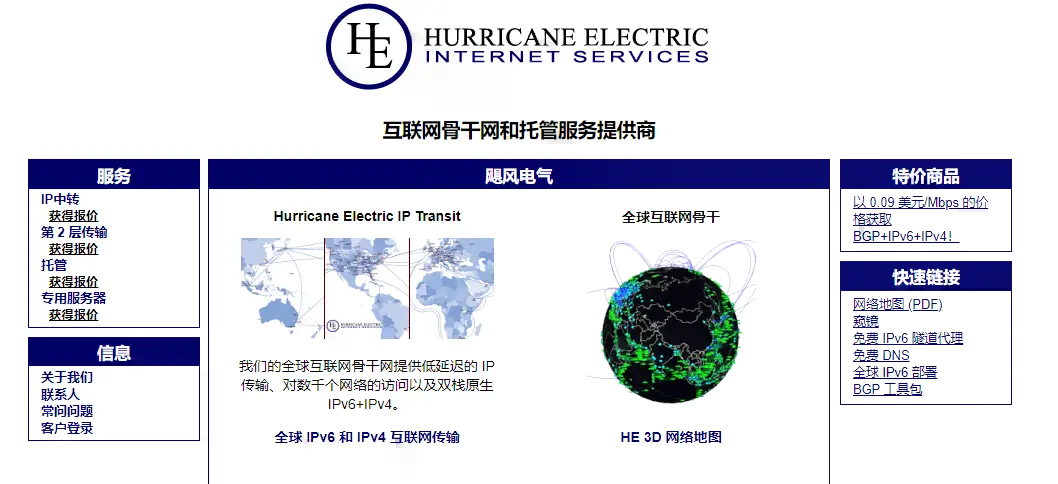 HE
HURRICANE ELECTRIC
INTERNET SERVICES
互联网骨干网和托管服务提供商
服务
IP中转
获得报价
第 2 层传输
获得报价
托管
获得报价
专用服务器
获得报价
信息
关于我们
联系人
常问问题
客户登录
飓风电气
Hurricane Electric IP Transit
HE HURRICANE ELECTRIC
我们的全球互联网骨干网提供低延迟的 IP
传输、对数千个网络的访问以及双栈原生
IPv6+IPv4。
全球 IPv6 和 IPv4 互联网传输
全球互联网骨干
HE 3D 网络地图
特价商品
以 0.09 美元/Mbps 的价
格获取
BGP+IPv6+IPv4！
快速链接
网络地图 (PDF)
窥镜
免费 IPv6 隧道代理
免费 DNS
全球 IPv6 部署
BGP 工具包